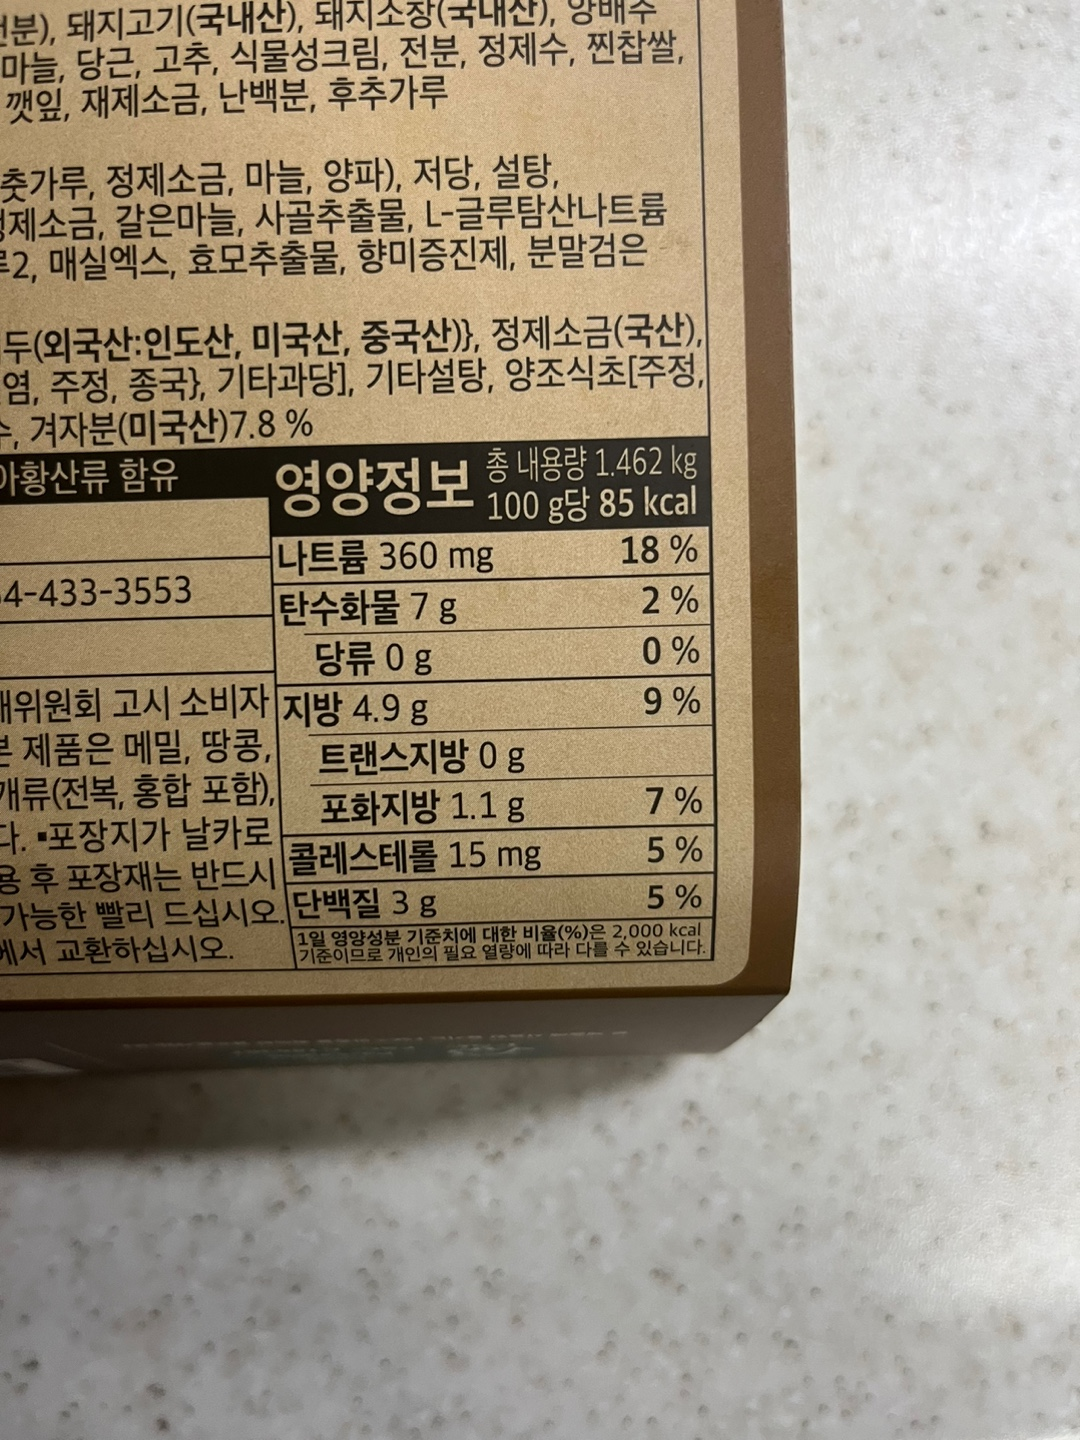 돼지고기(국내산), 돼지소창(국내산), 양배추
마늘, 당근, 고추, 식물성크림, 전분, 정제수, 찐찹쌀,
깻잎, 재제소금, 난백분, 후추가루
춧가루, 정제소금, 마늘, 양파), 저당, 설탕,
정제소금, 갈은마늘, 사골추출물, L-글루탐산나트륨
2, 매실엑스, 효모추출물, 향미증진제, 분말검은
두(외국산:인도산, 미국산, 중국산)}, 정제소금(국산),
염, 주정, 종국}, 기타과당], 기타설탕, 양조식초[주정,
수, 겨자분(미국산)7.8 %
아황산류 함유
영양정보 총 내용량 1.462 kg
100 g당 85 kcal
나트륨 360 mg 18 %
탄수화물 7 g 2 %
당류 0 g 0 %
지방 4.9 g 9 %
트랜스지방 0 g
포화지방 1.1 g 7 %
콜레스테롤 15 mg 5 %
단백질 3 g 5 %
1일 영양성분 기준치에 대한 비율(%)은 2,000 kcal
기준이므로 개인의 필요 열량에 따라 다를 수 있습니다.
4-433-3553
해위원회 고시 소비자
본 제품은 메밀, 땅콩,
개류(전복, 홍합 포함),
다. ▪포장지가 날카로
용 후 포장재는 반드시
가능한 빨리 드십시오.
에서 교환하십시오.